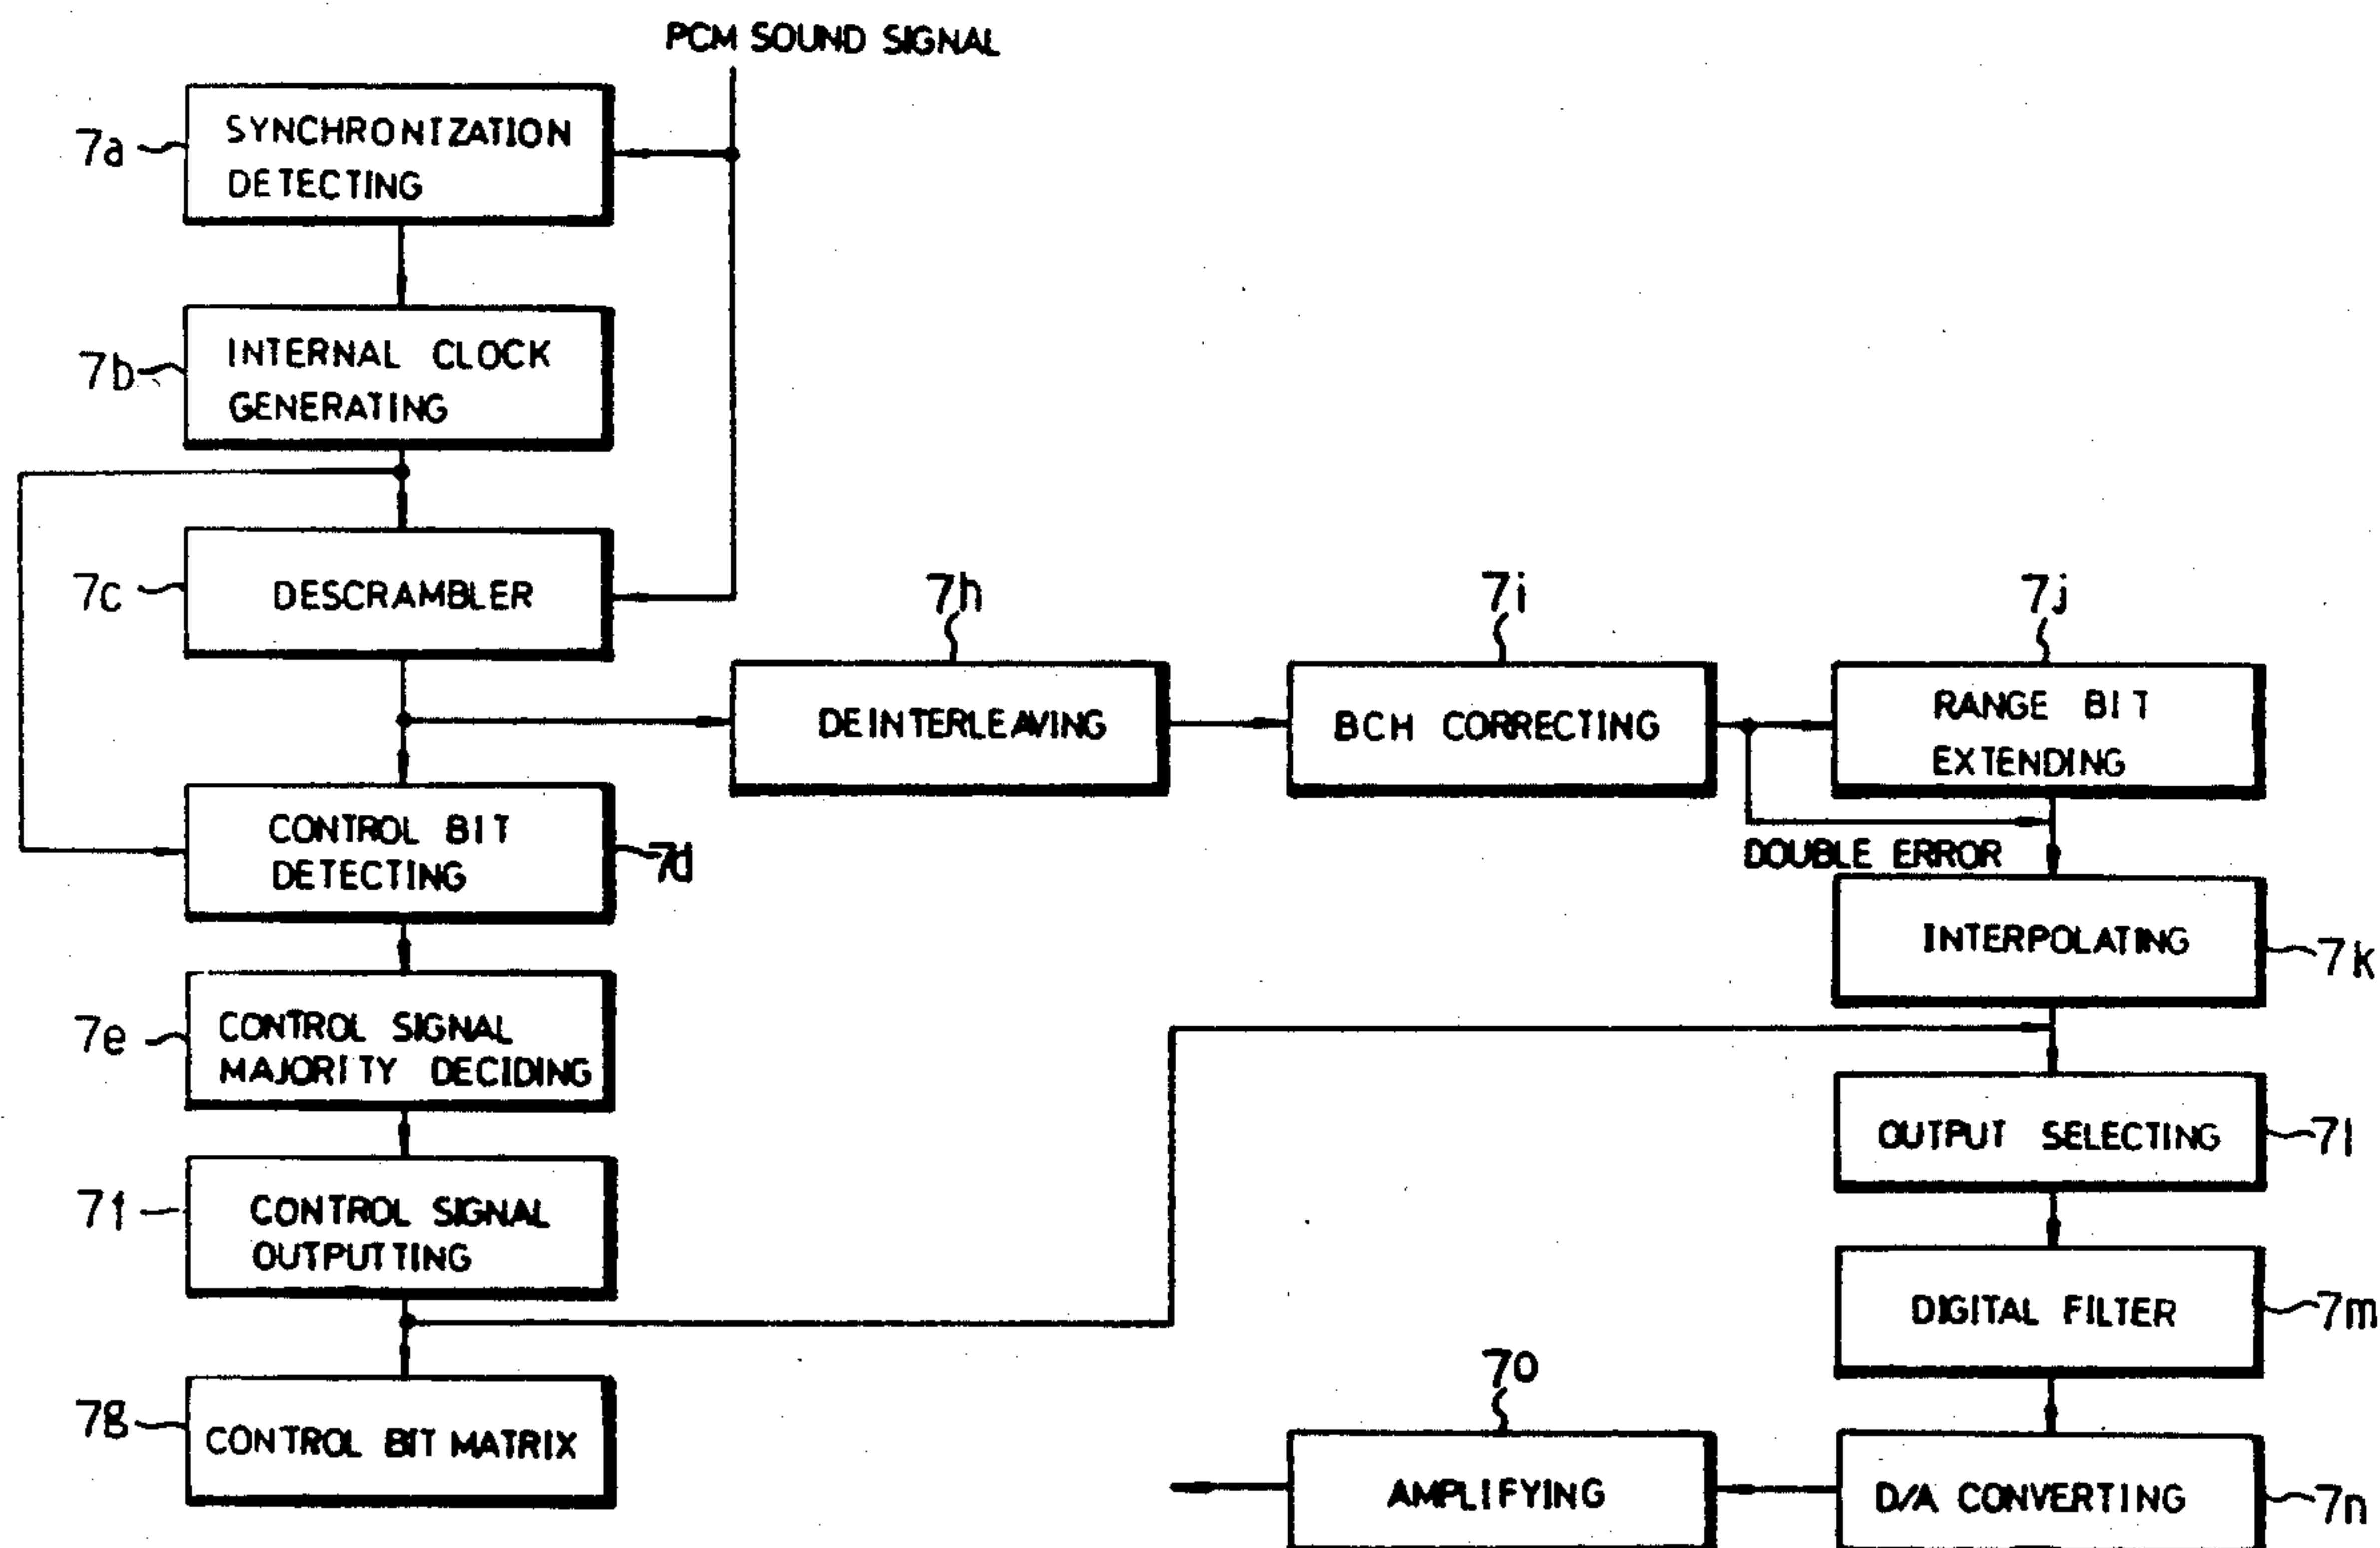 PCM SOUND SIGNAL
7a
SYNCHRONIZATION
DETECTING
7b
INTERNAL CLOCK
GENERATING
7c
DESCRAMBLER
7h
DEINTERLEAVING
7i
BCH CORRECTING
7j
RANGE BIT
EXTENDING
DOUBLE ERROR
CONTROL BIT
DETECTING
7d
INTERPOLATING
7k
7e
CONTROL SIGNAL
MAJORITY DECIDING
OUTPUT SELECTING
7l
7f
CONTROL SIGNAL
OUTPUTTING
DIGITAL FILTER
7m
7g
CONTROL BIT MATRIX
7o
AMPLIFYING
D/A CONVERTING
7n